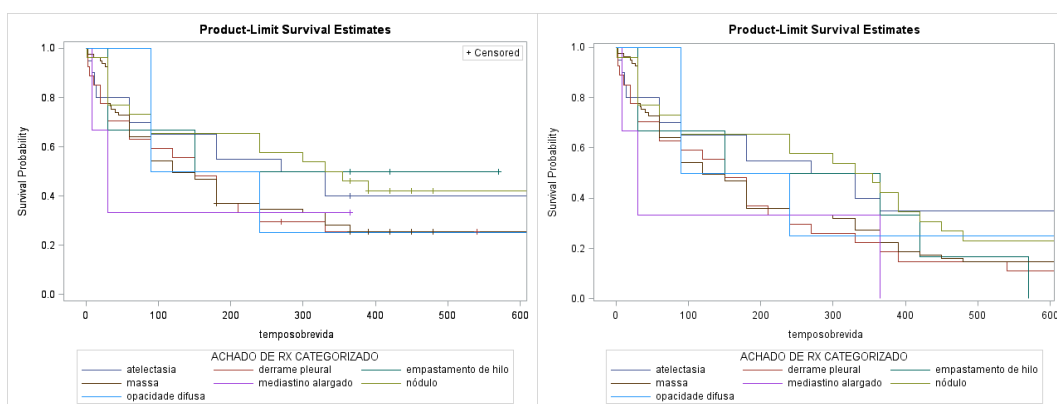 Product-Limit Survival Estimates
+ Censored
Survival Probability
1.0
0.8
0.6
0.4
0.2
0.0
0 100 200 300 400 500 600
temposobrevida
ACHADO DE RX CATEGORIZADO
atelectasia derrame pleural empastamento de hilo
massa mediastino alargado nódulo
opacidade difusa
Product-Limit Survival Estimates
Survival Probability
1.0
0.8
0.6
0.4
0.2
0.0
0 100 200 300 400 500 600
temposobrevida
ACHADO DE RX CATEGORIZADO
atelectasia derrame pleural empastamento de hilo
massa mediastino alargado nódulo
opacidade difusa